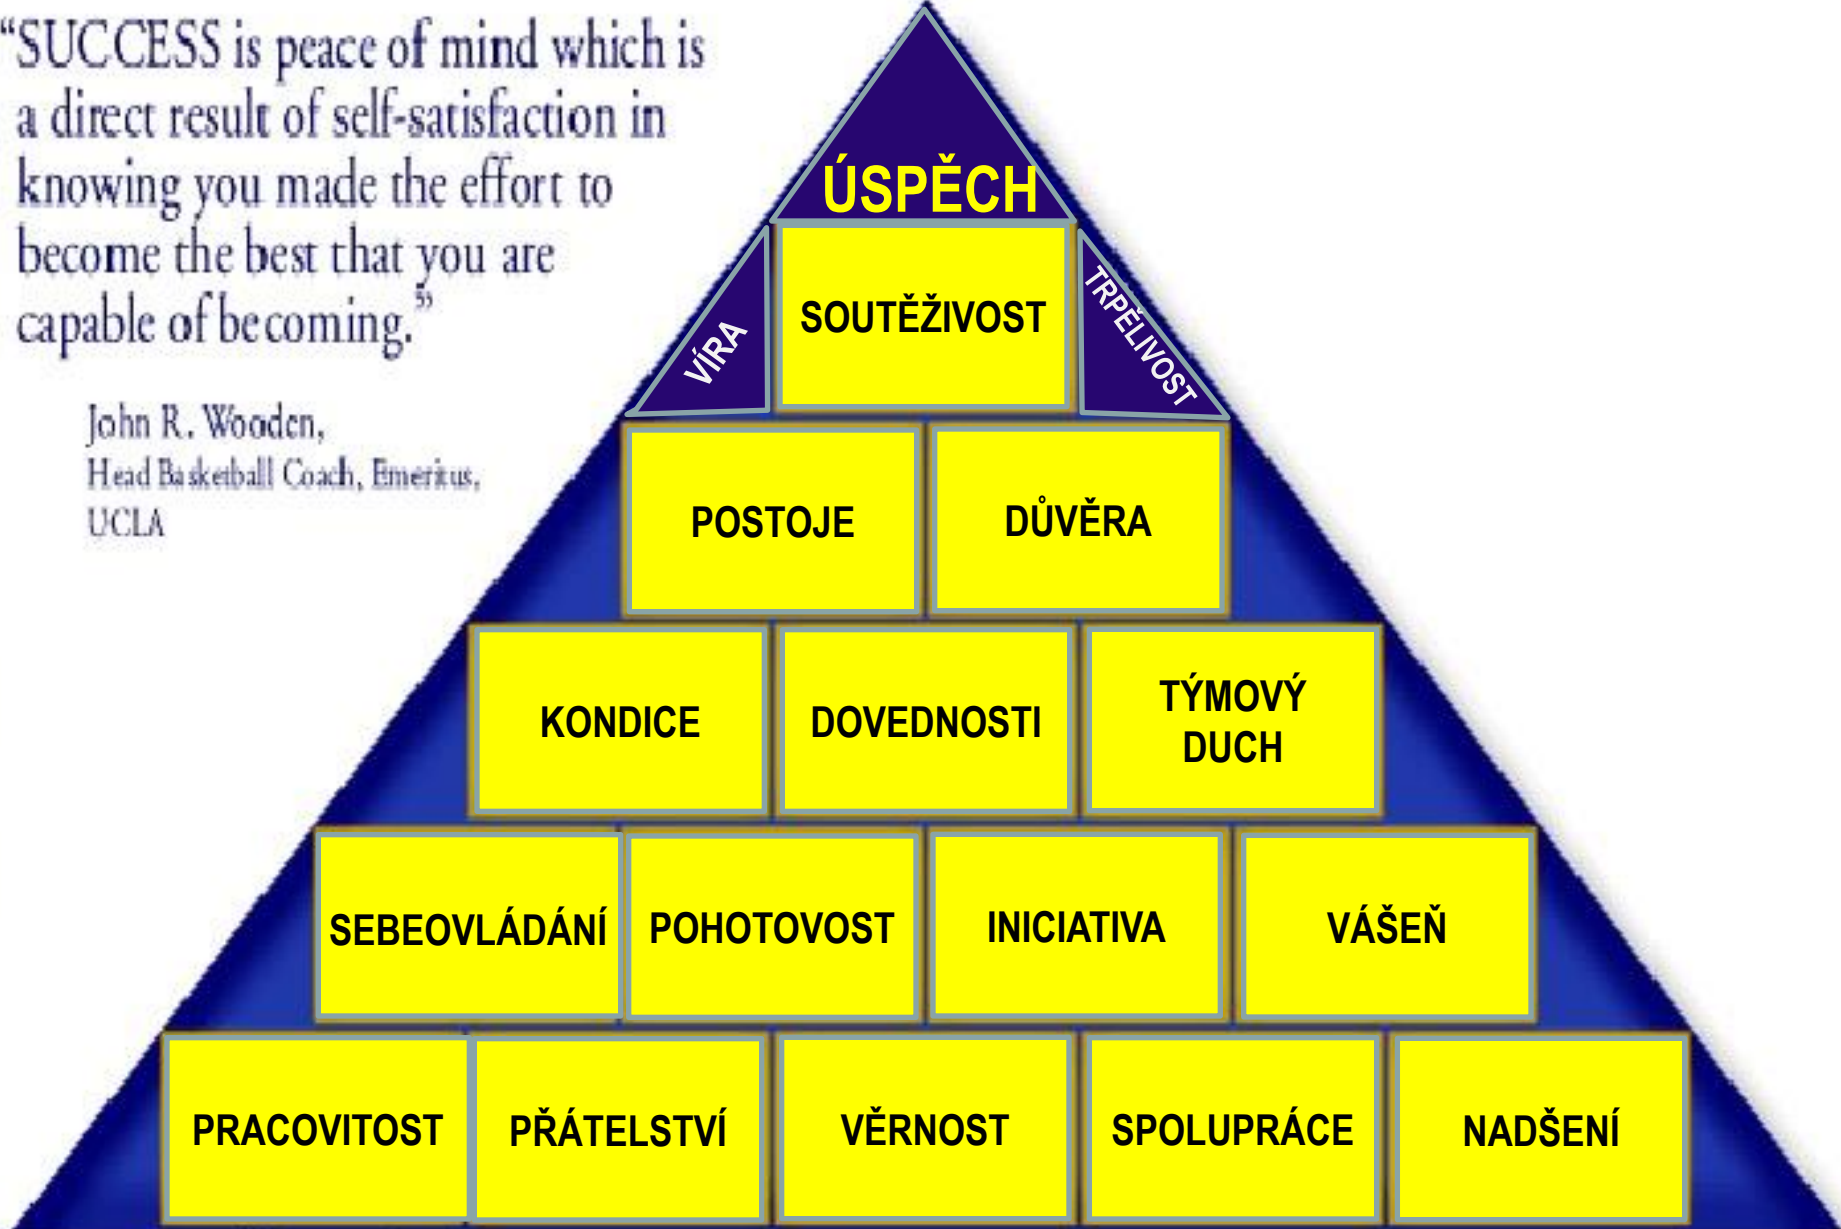 “SUCCESS is peace of mind which is
a direct result of self-satisfaction in
knowing you made the effort to
become the best that you are
capable of becoming.”
John R. Wooden,
Head Basketball Coach, Emeritus,
UCLA
ÚSPĚCH
VÍRA
SOUTĚŽIVOST
TRPĚLIVOST
POSTOJE
DŮVĚRA
KONDICE
DOVEDNOSTI
TÝMOVÝ
DUCH
SEBEOVLÁDÁNÍ
POHOTOVOST
INICIATIVA
VÁŠEŇ
PRACOVITOST
PŘÁTELSTVÍ
VĚRNOST
SPOLUPRÁCE
NADŠENÍ